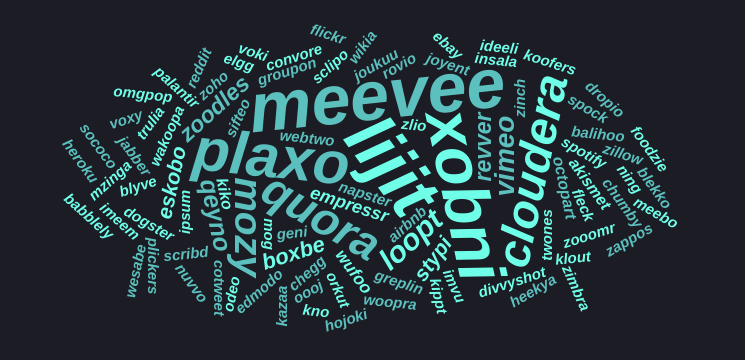 flickr
wikia
ebay
ideeli
koofers
voki
convore
insala
elgg
sclipo
joukuu
joyent
reddit
groupon
rovio
palantir
zoho
meevee
zinch
dropio
omgpop
zoodles
sifteo
cloudera
spock
voxy
trulia
wakoopa
webtwo
zlio
xobni
revver
vimeo
balihoo
foodzie
sococo
jabber
plaxo
lijit
spotify
zillow
heroku
mzinga
blyve
eskobo
octopart
akismet
ning
blekko
kiko
quora
napster
empressr
fleck
chumby
meebo
babblely
imeem
dogster
ipsum
qeyno
mozy
mog
geni
airbnb
loopt
twones
zooomr
zappos
wesabe
plickers
scribd
boxbe
stypi
klout
nuvvo
cotweet
odeo
edmodo
chegg
oooj
wufoo
orkut
greplin
kippt
imvu
divvyshot
heekya
zimbra
kazaa
kno
hojoki
woopra